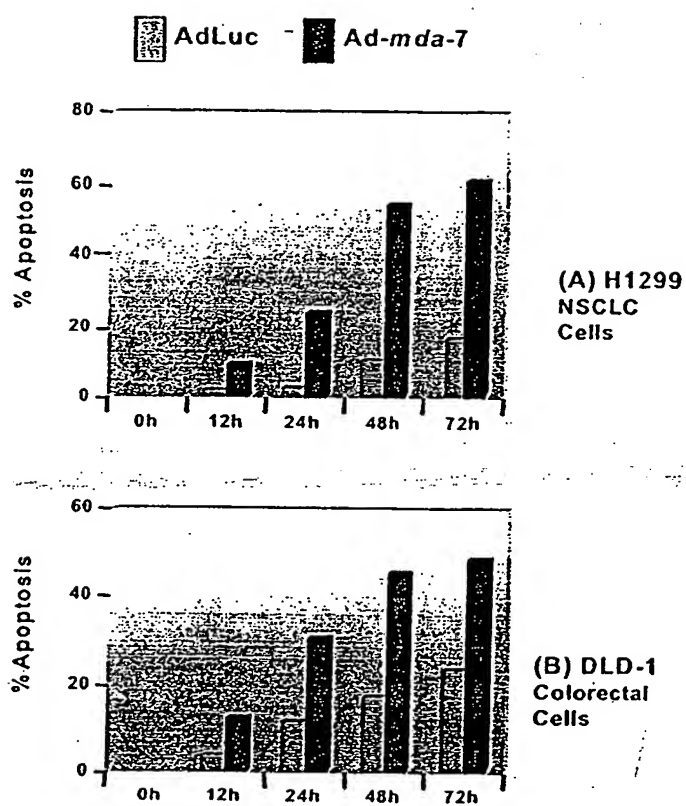 AdLuc Ad-mda-7
80
60
40
20
0
% Apoptosis
0h 12h 24h 48h 72h
(A) H1299
NSCLC
Cells
60
40
20
0
% Apoptosis
0h 12h 24h 48h 72h
(B) DLD-1
Colorectal
Cells